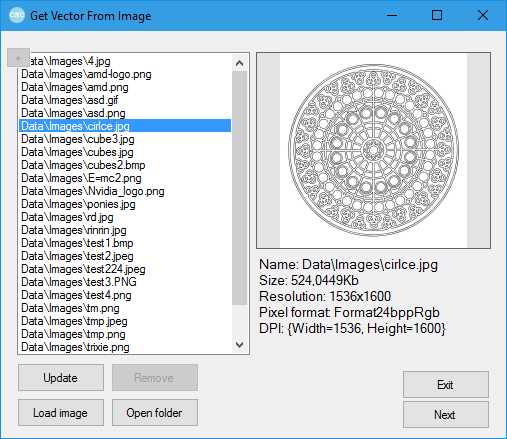 CNC Get Vector From Image
Data\Images\4.jpg
Data\Images\amd-logo.png
Data\Images\amd.png
Data\Images\asd.gif
Data\Images\asd.png
Data\Images\cirlce.jpg
Data\Images\cube3.jpg
Data\Images\cubes.jpg
Data\Images\cubes2.bmp
Data\Images\E=mc2.png
Data\Images\Nvidia_logo.png
Data\Images\ponies.jpg
Data\Images\rd.jpg
Data\Images\rinrin.jpg
Data\Images\test1.bmp
Data\Images\test2.jpeg
Data\Images\test224.jpeg
Data\Images\test3.PNG
Data\Images\test4.png
Data\Images\tm.png
Data\Images\tmp.jpeg
Data\Images\tmp.png
Data\Images\trixie.png
Name: Data\Images\cirlce.jpg
Size: 524,0449Kb
Resolution: 1536x1600
Pixel format: Format24bppRgb
DPI: {Width=1536, Height=1600}
Update
Remove
Load image
Open folder
Exit
Next